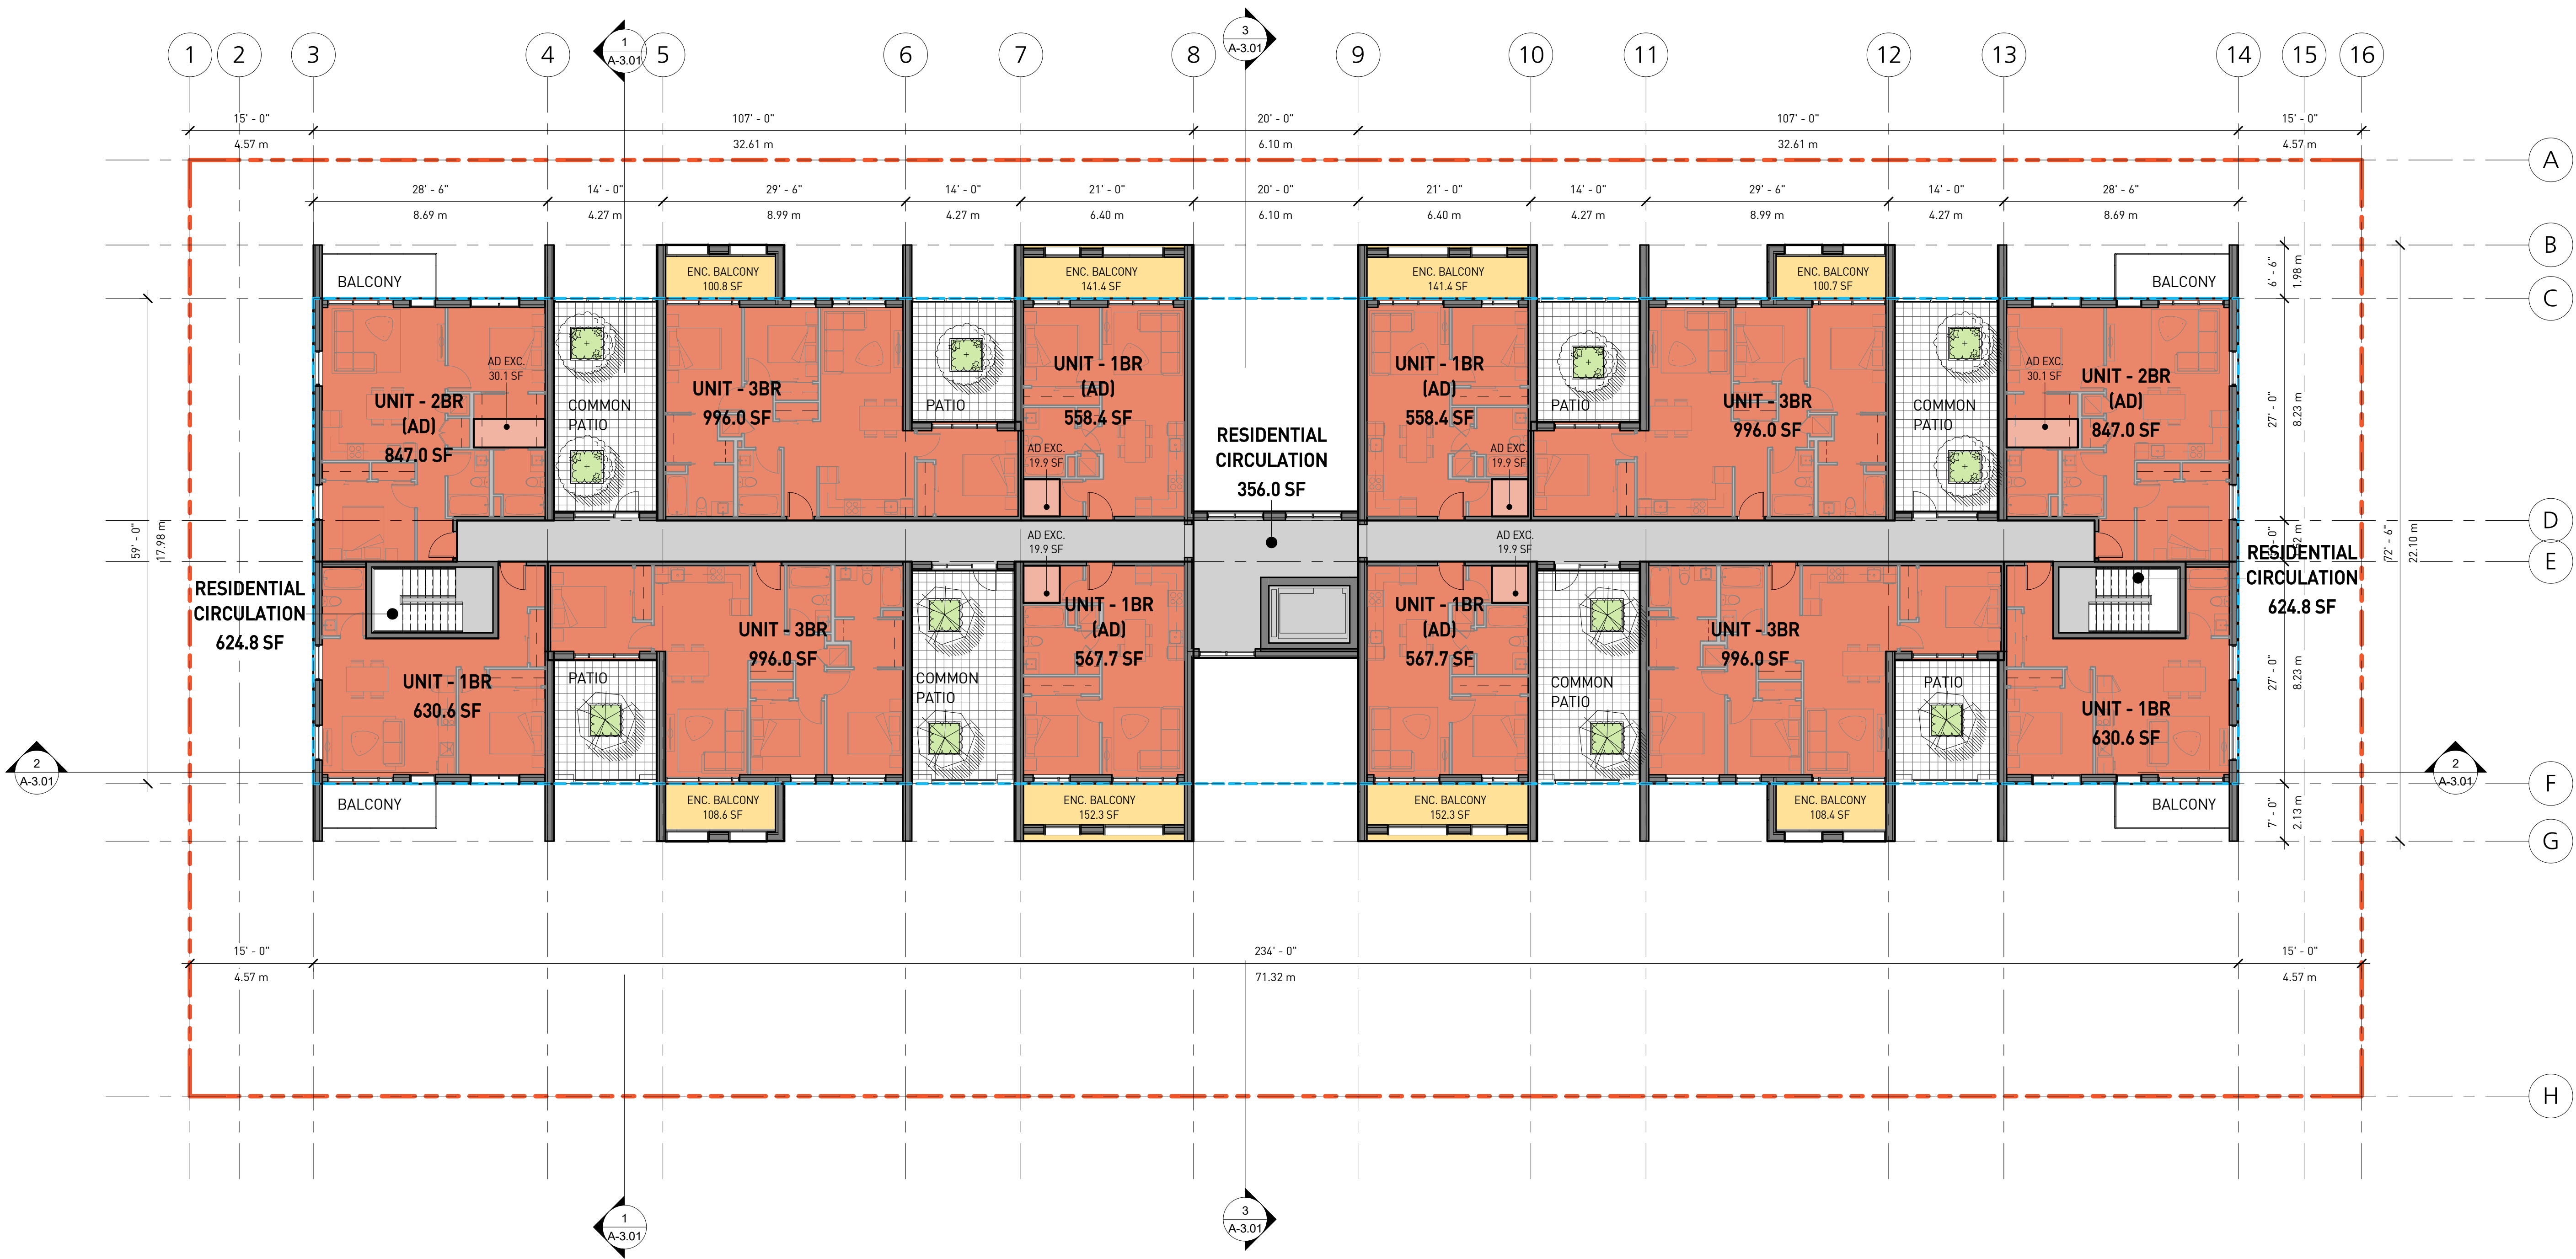 1 2 3 4 5 6 7 8 9 10 11 12 13 14 15 16
1
A-3.01
3
A-3.01
15' - 0" 107' - 0" 20' - 0" 107' - 0" 15' - 0"
4.57 m 32.61 m 6.10 m 32.61 m 4.57 m
A
28' - 6" 14' - 0" 29' - 6" 14' - 0" 21' - 0" 20' - 0" 21' - 0" 14' - 0" 29' - 6" 14' - 0" 28' - 6"
8.69 m 4.27 m 8.99 m 4.27 m 6.40 m 6.10 m 6.40 m 4.27 m 8.99 m 4.27 m 8.69 m
B
C
6' - 6"
1.98 m
BALCONY
ENC. BALCONY
100.8 SF
ENC. BALCONY
141.4 SF
ENC. BALCONY
141.4 SF
ENC. BALCONY
100.7 SF
BALCONY
AD EXC.
30.1 SF
UNIT - 2BR
(AD)
847.0 SF
COMMON
PATIO
UNIT - 3BR
996.0 SF
PATIO
UNIT - 1BR
(AD)
558.4 SF
AD EXC.
19.9 SF
RESIDENTIAL
CIRCULATION
356.0 SF
UNIT - 1BR
(AD)
558.4 SF
AD EXC.
19.9 SF
PATIO
UNIT - 3BR
996.0 SF
COMMON
PATIO
AD EXC.
30.1 SF
UNIT - 2BR
(AD)
847.0 SF
27' - 0"
8.23 m
59' - 0"
17.98 m
72' - 6"
22.10 m
D
E
AD EXC.
19.9 SF
AD EXC.
19.9 SF
RESIDENTIAL
CIRCULATION
624.8 SF
UNIT - 1BR
630.6 SF
PATIO
UNIT - 3BR
996.0 SF
COMMON
PATIO
UNIT - 1BR
(AD)
567.7 SF
UNIT - 1BR
(AD)
567.7 SF
COMMON
PATIO
UNIT - 3BR
996.0 SF
PATIO
UNIT - 1BR
630.6 SF
RESIDENTIAL
CIRCULATION
624.8 SF
27' - 0"
8.23 m
2
A-3.01
2
A-3.01
BALCONY
ENC. BALCONY
108.6 SF
ENC. BALCONY
152.3 SF
ENC. BALCONY
152.3 SF
ENC. BALCONY
108.4 SF
BALCONY
7' - 0"
2.13 m
F
G
15' - 0" 234' - 0" 15' - 0"
4.57 m 71.32 m 4.57 m
H
1
A-3.01
3
A-3.01